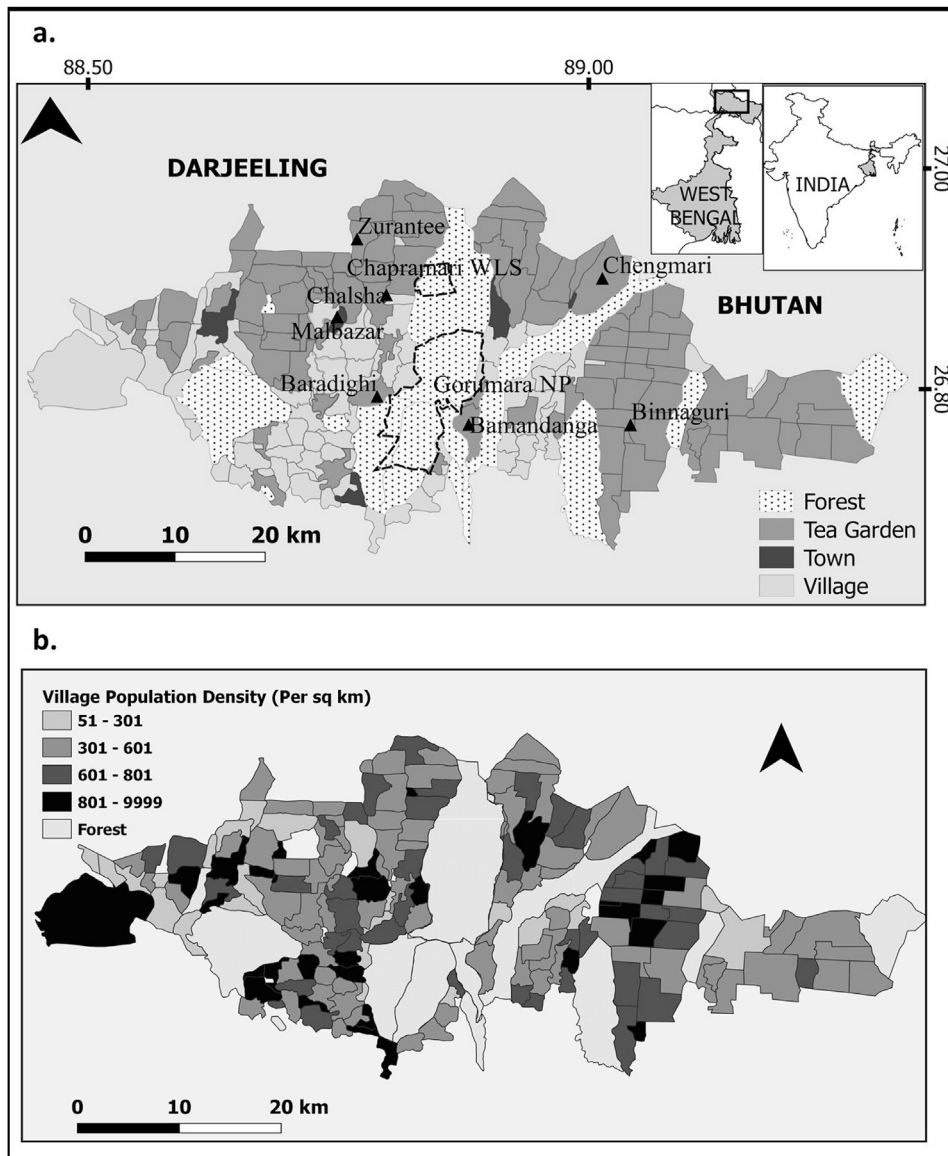 a.
88.50 89.00
27.00
26.80
DARJEELING
WEST
BENGAL
INDIA
Zurantee
Chapramari WLS
Chengmari
Chalsha
BHUTAN
Malbazar
Baradighi
Gorumara NP
Bamandanga
Binnaguri
Forest
Tea Garden
Town
Village
0 10 20 km
b.
Village Population Density (Per sq km)
51 - 301
301 - 601
601 - 801
801 - 9999
Forest
0 10 20 km